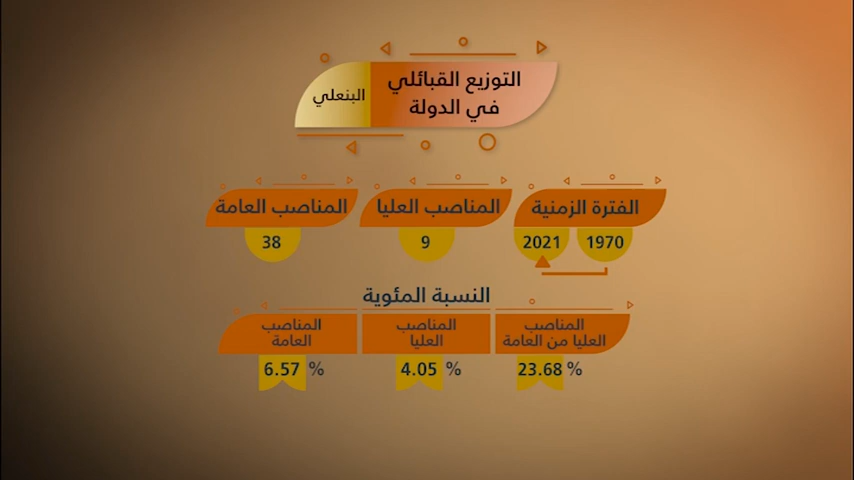 التوزيع القبائلي
في الدولة
البنعلي
الفترة الزمنية
المناصب العليا
المناصب العامة
1970
2021
9
38
النسبة المئوية
المناصب
العليا من العامة
المناصب
العليا
المناصب
العامة
23.68 %
4.05 %
6.57 %